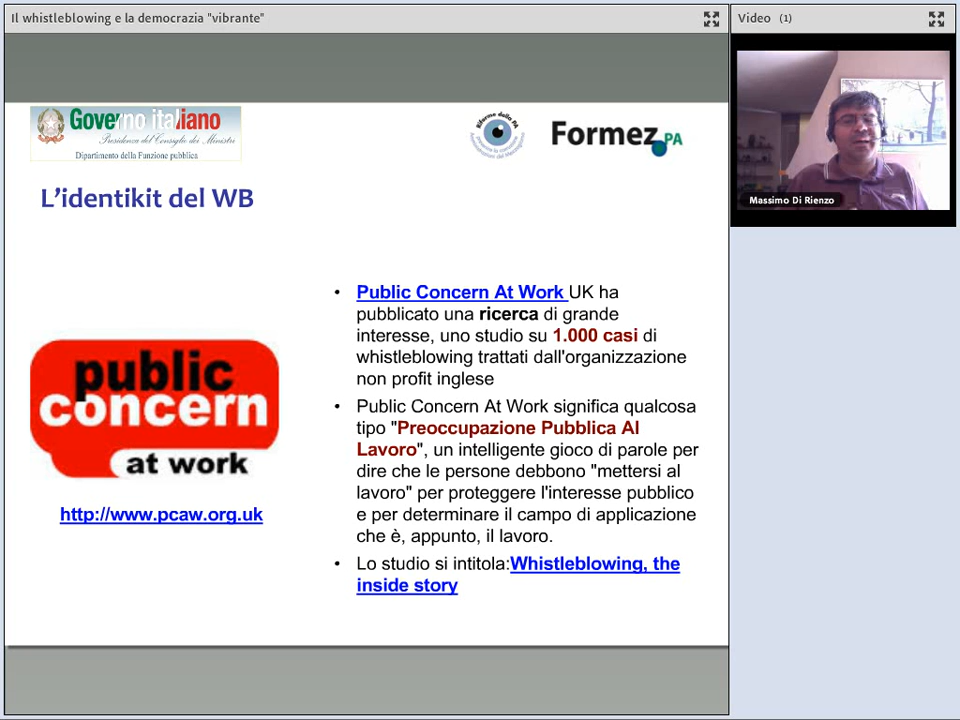 Il whistleblowing e la democrazia "vibrante"
Video (1)
Governo italiano
Presidenza del Consiglio dei Ministri
Dipartimento della Funzione pubblica
Riforme della PA
Formez PA
Massimo Di Rienzo
L'identikit del WB
• Public Concern At Work UK ha
pubblicato una ricerca di grande
interesse, uno studio su 1.000 casi di
whistleblowing trattati dall'organizzazione
non profit inglese
• Public Concern At Work significa qualcosa
tipo "Preoccupazione Pubblica Al
Lavoro", un intelligente gioco di parole per
dire che le persone debbono "mettersi al
lavoro" per proteggere l'interesse pubblico
e per determinare il campo di applicazione
che è, appunto, il lavoro.
• Lo studio si intitola:Whistleblowing, the
inside story
public
concern
at work
http://www.pcaw.org.uk